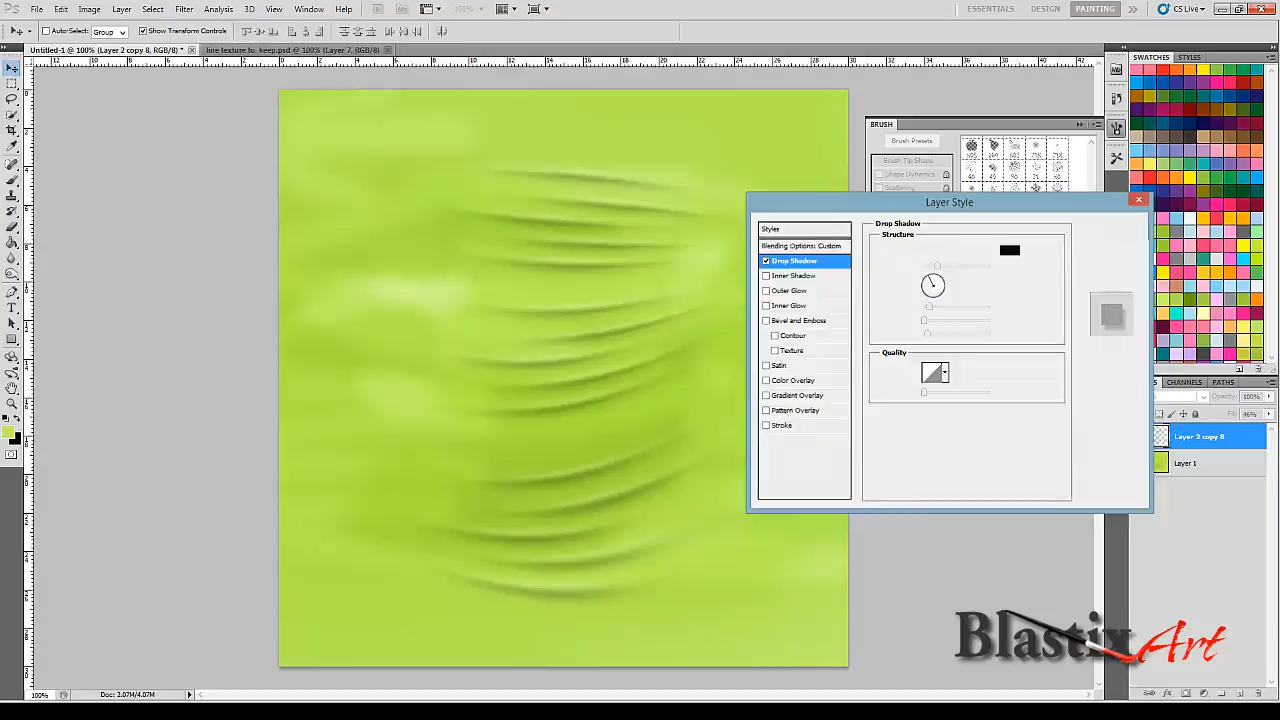 Ps File Edit Image Layer Select Filter Analysis 3D View Window Help
100%
ESSENTIALS DESIGN PAINTING CS Live
Auto-Select: Group Show Transform Controls
Untitled-1 @ 100% (Layer 2 copy 8, RGB/8) *
line texture to_keep.psd @ 100% (Layer 7, RGB/8)
SWATCHES STYLES
BRUSH
Brush Presets
Brush Tip Shape
Shape Dynamics
Scattering
Layer Style
Styles
Blending Options: Custom
Drop Shadow
Inner Shadow
Outer Glow
Inner Glow
Bevel and Emboss
Contour
Texture
Satin
Color Overlay
Gradient Overlay
Pattern Overlay
Stroke
Drop Shadow
Structure
Quality
CHANNELS PATHS
Opacity: 100%
Fill: 46%
Layer 2 copy 8
Layer 1
Blastix Art
100% Doc: 2.07M/4.07M